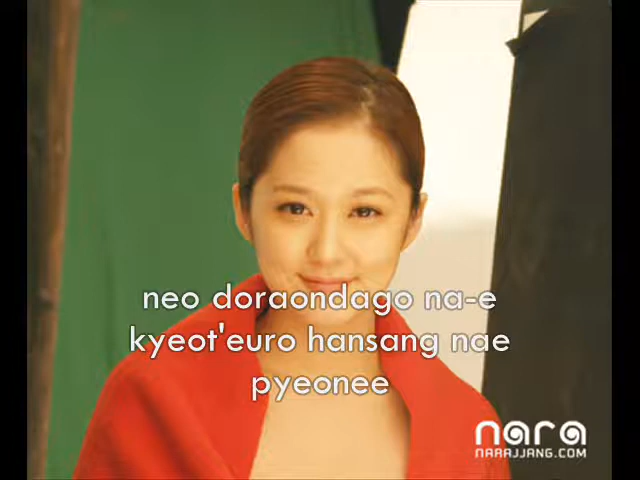 neo doraondago na-e
kyeot'euro hansang nae
pyeonee
nara
NARAJJANG.COM